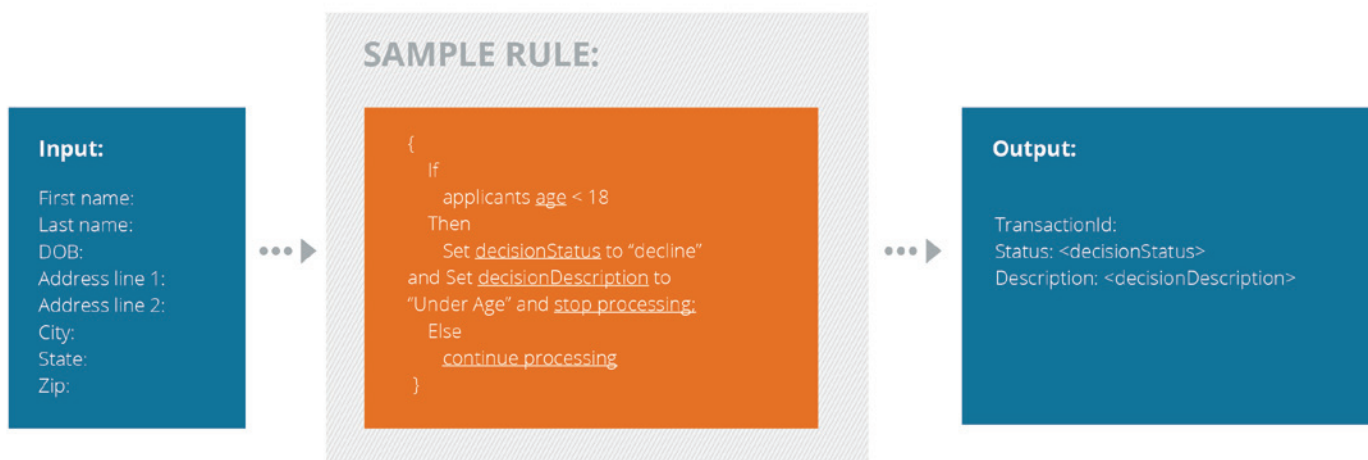 SAMPLE RULE:
Input:
First name:
Last name:
DOB:
Address line 1:
Address line 2:
City:
State:
Zip:
{
If
applicants age < 18
Then
Set decisionStatus to “decline”
and Set decisionDescription to
“Under Age” and stop processing;
Else
continue processing
}
Output:
TransactionId:
Status: <decisionStatus>
Description: <decisionDescription>